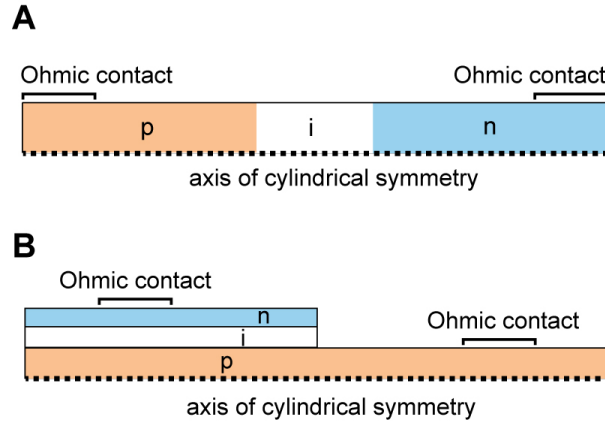 A
Ohmic contact Ohmic contact
p i n
axis of cylindrical symmetry
B
Ohmic contact
n
i
Ohmic contact
p
axis of cylindrical symmetry